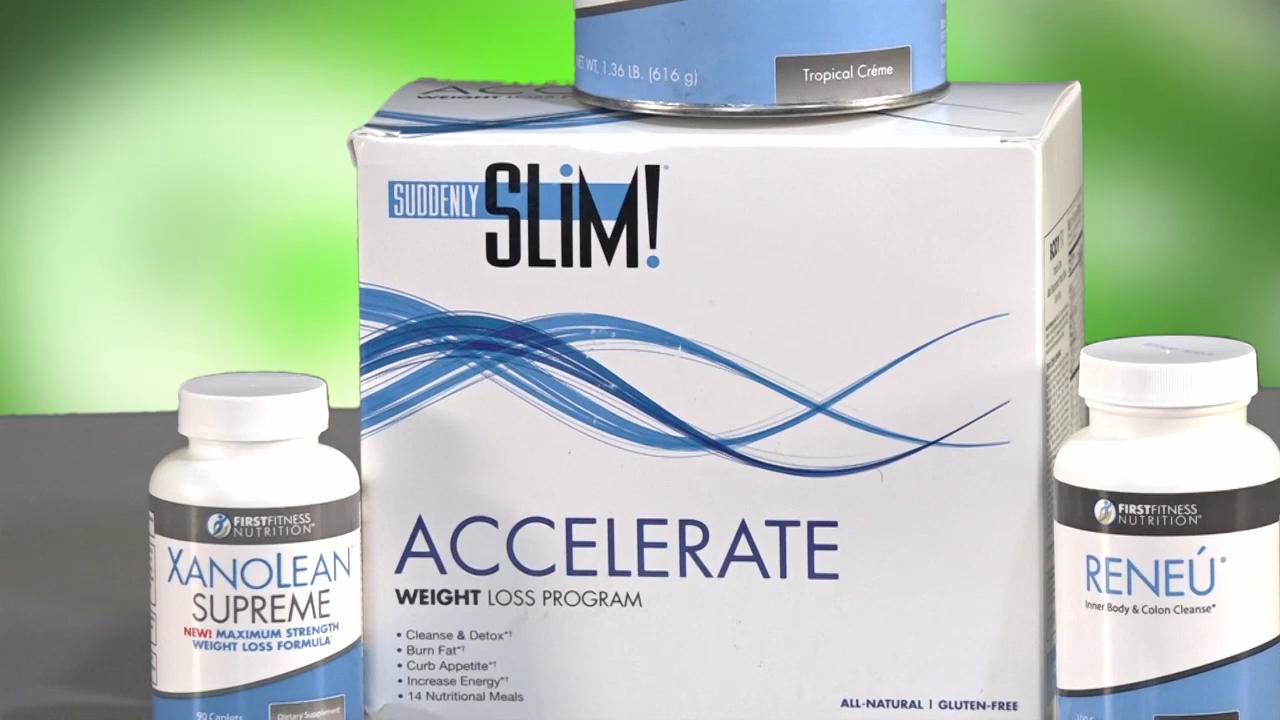 NET WT. 1.36 LB. (616 g)
Tropical Créme
WEIGHT LOSS
SUDDENLY SLiM!
ACCELERATE
WEIGHT LOSS PROGRAM
• Cleanse & Detox*†
• Burn Fat*†
• Curb Appetite*†
• Increase Energy*†
• 14 Nutritional Meals
ALL-NATURAL | GLUTEN-FREE
FIRSTFITNESS
NUTRITION®
XANOLEAN
SUPREME
NEW! MAXIMUM STRENGTH
WEIGHT LOSS FORMULA
90 Caplets
Dietary Supplement
FIRSTFITNESS
NUTRITION®
RENEÚ®
Inner Body & Colon Cleanse*